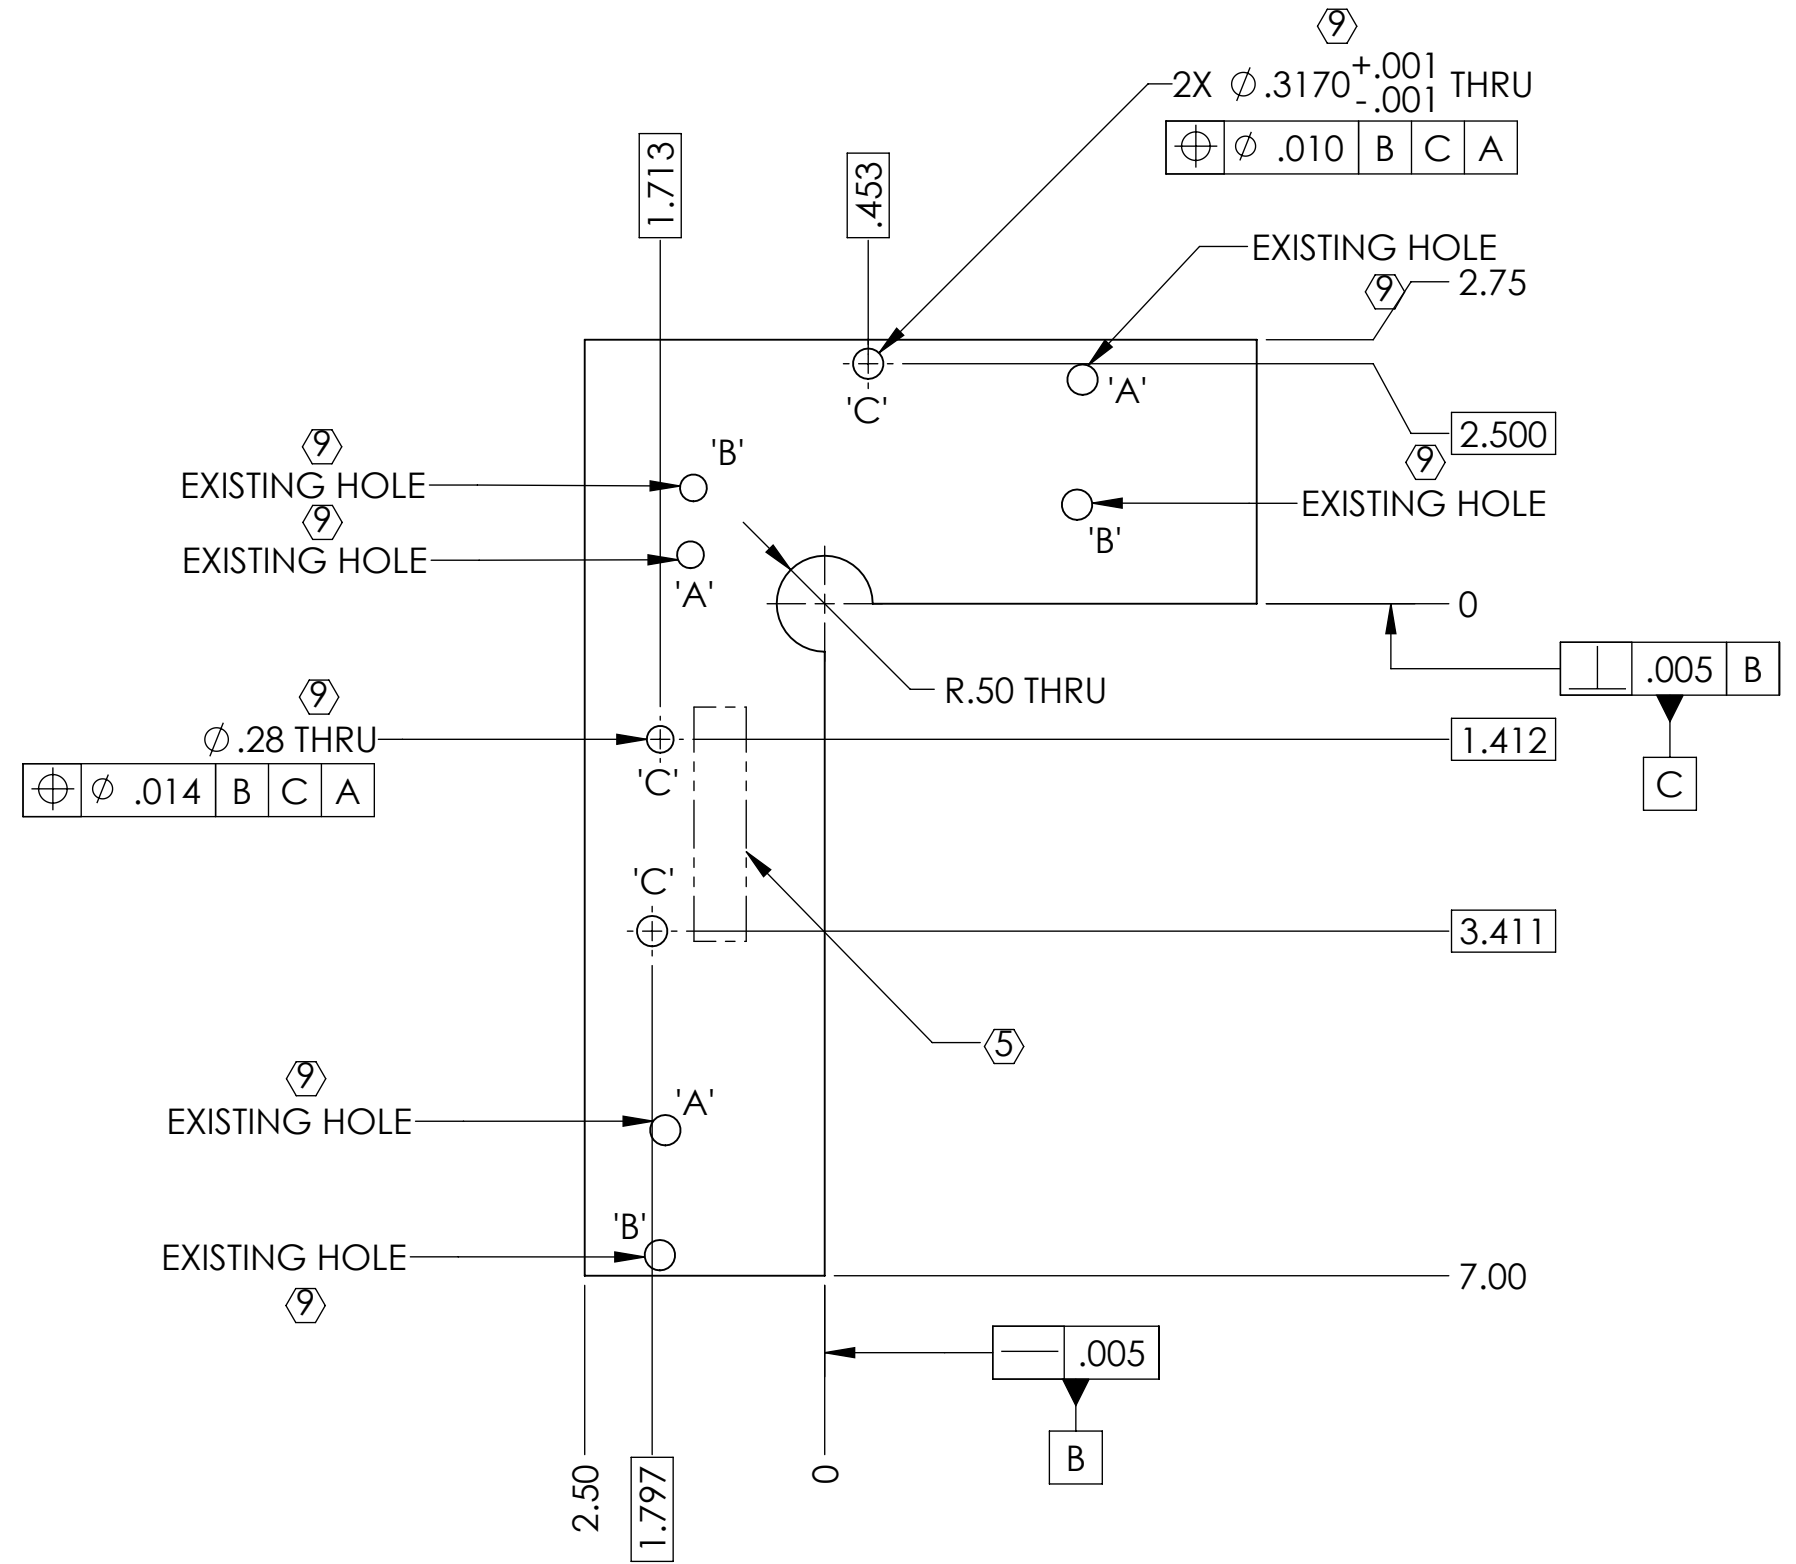 9
2X ⌀.3170 +.001 THRU
-.001
⌖ ⌀ .010 B C A
1.713
.453
EXISTING HOLE
9
2.75
'A'
'C'
2.500
9
EXISTING HOLE
'B'
9
EXISTING HOLE
9
EXISTING HOLE
'A'
'B'
EXISTING HOLE
0
⟂ .005 B
C
R.50 THRU
9
⌀.28 THRU
⌖ ⌀ .014 B C A
'C'
1.412
'C'
3.411
5
9
EXISTING HOLE
'A'
'B'
EXISTING HOLE
9
7.00
⏤ .005
B
2.50
1.797
0